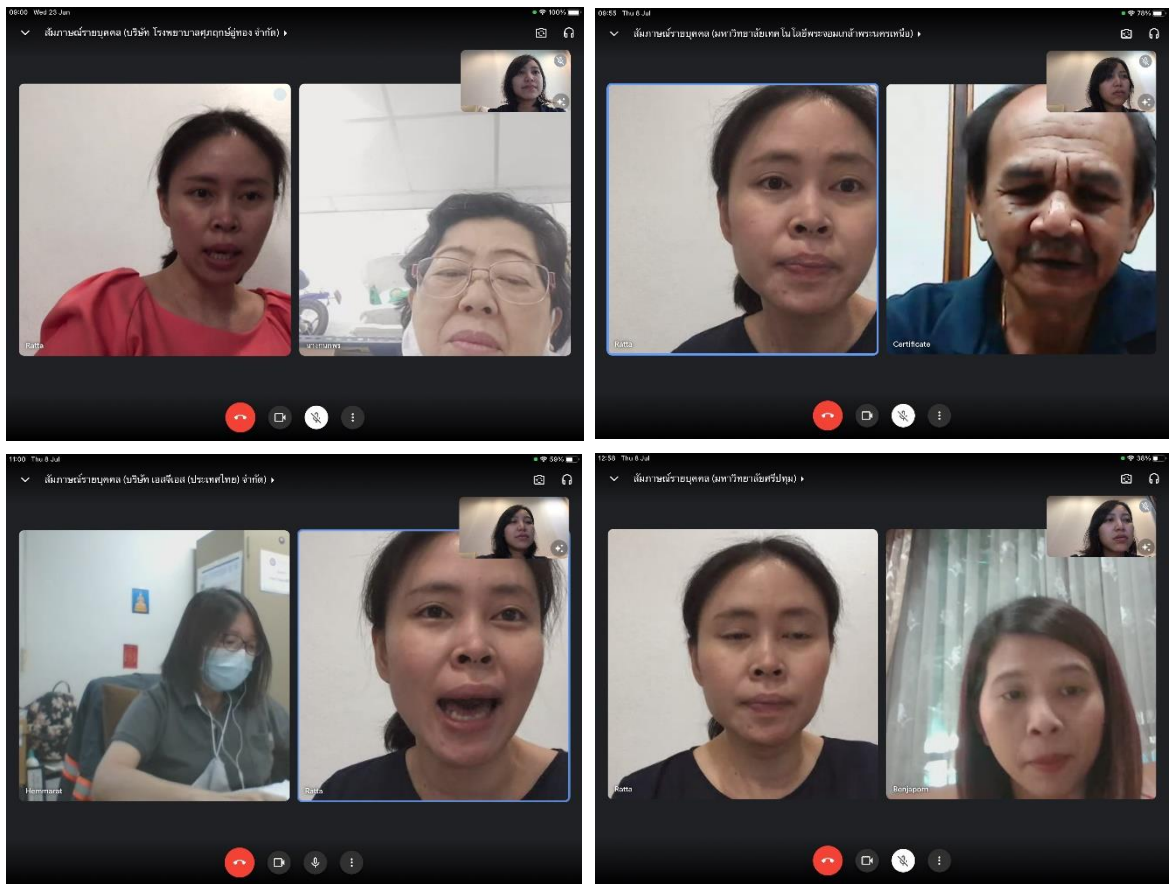 09:00 Wed 23 Jun
100%
สัมภาษณ์รายบุคคล (บริษัท โรงพยาบาลศุภฤกษ์อู่ทอง จำกัด)
Ratta
08:55 Thu 8 Jul
78%
สัมภาษณ์รายบุคคล (มหาวิทยาลัยเทคโนโลยีพระจอมเกล้าพระนครเหนือ)
Ratta
Certificate
11:00 Thu 8 Jul
59%
สัมภาษณ์รายบุคคล (บริษัท เอสจีเอส (ประเทศไทย) จำกัด)
Hemmarat
Ratta
12:58 Thu 8 Jul
38%
สัมภาษณ์รายบุคคล (มหาวิทยาลัยศรีปทุม)
Ratta
Benjaporn